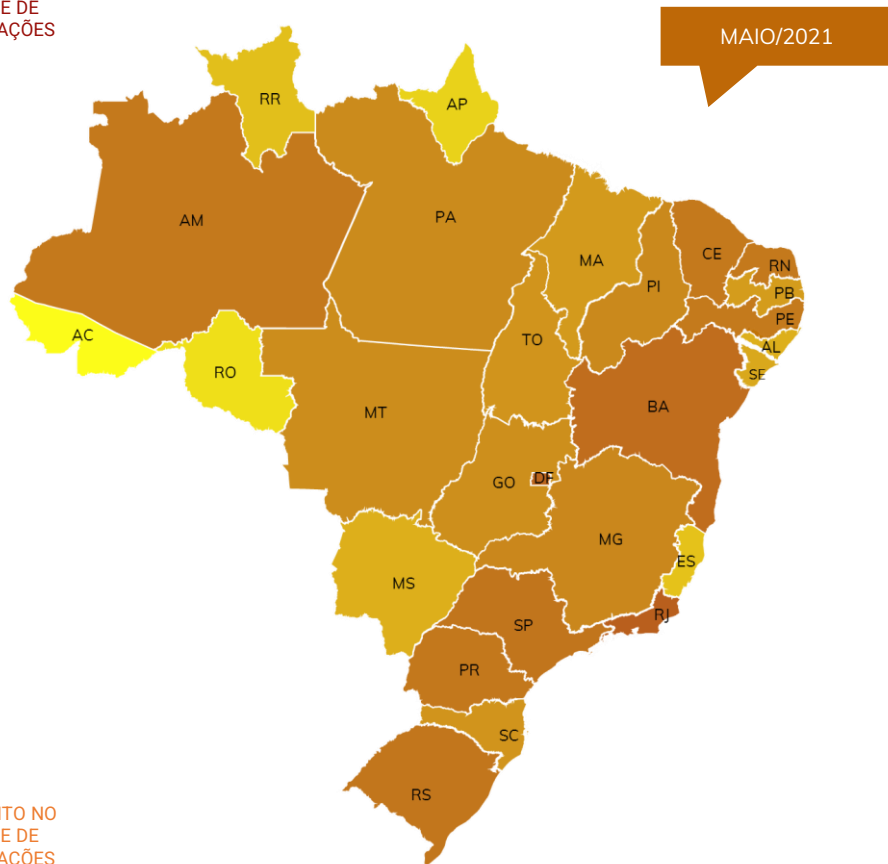 E DE
AÇÕES
MAIO/2021
RR
AP
AM
PA
MA
CE
RN
PI
PB
PE
AC
TO
AL
RO
SE
MT
BA
GO
DF
MG
MS
ES
SP
RJ
PR
SC
RS
TO NO
E DE
AÇÕES